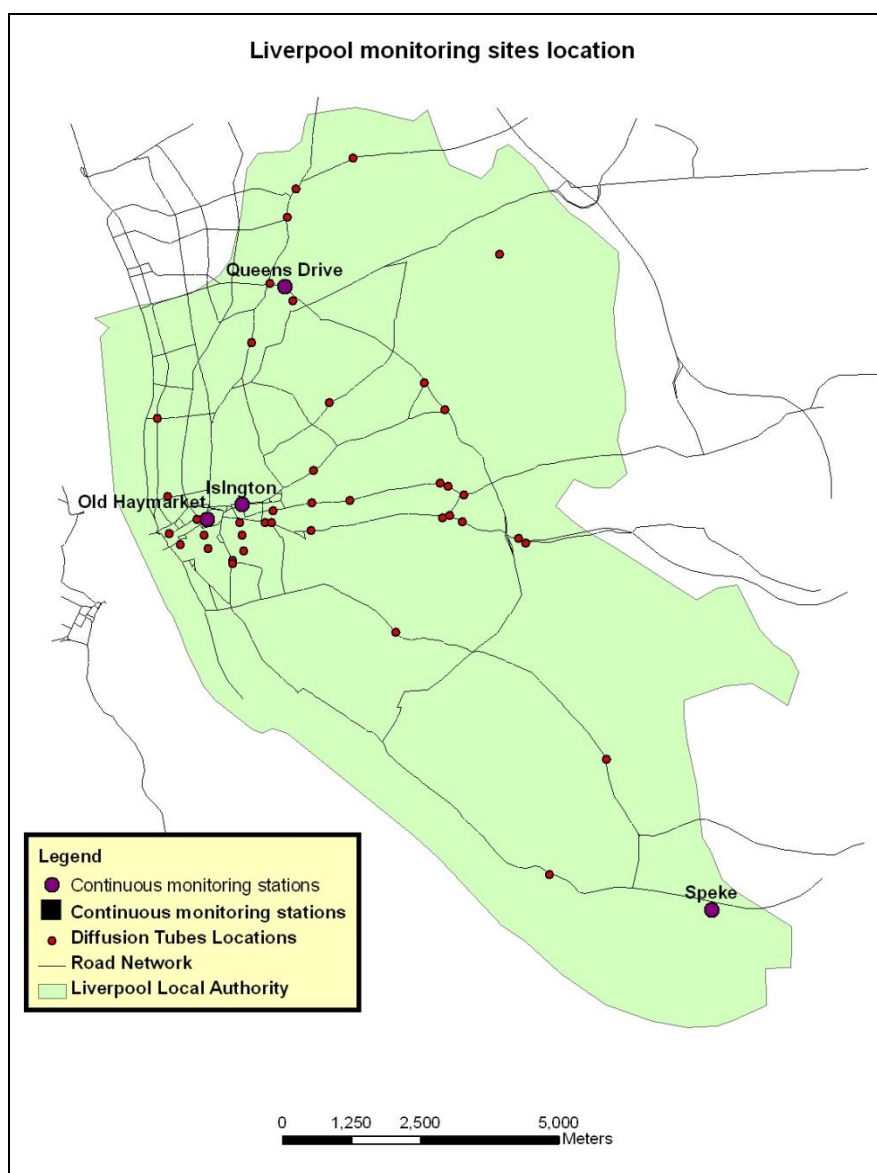 Liverpool monitoring sites location
Queens Drive
IsIngton
Old Haymarket
Speke
Legend
Continuous monitoring stations
Continuous monitoring stations
Diffusion Tubes Locations
Road Network
Liverpool Local Authority
0 1,250 2,500 5,000
Meters